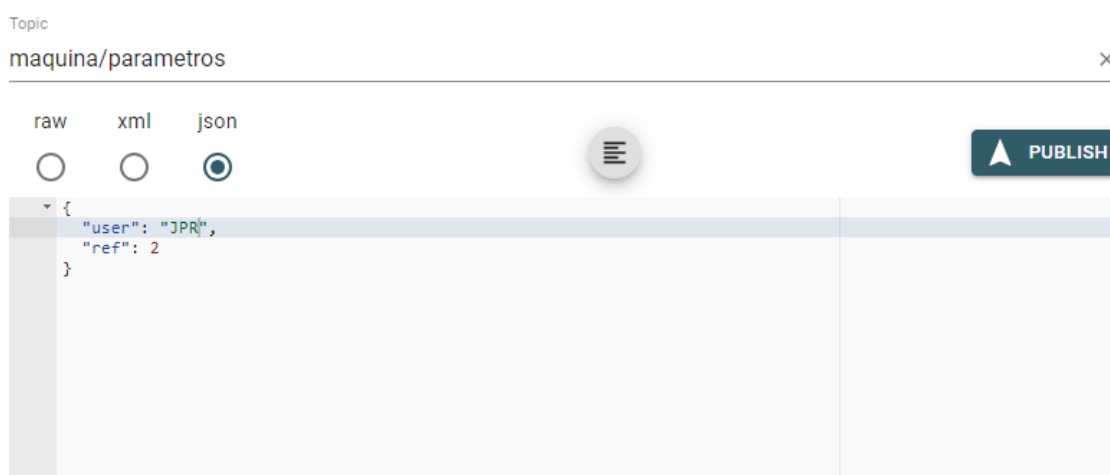 Topic
maquina/parametros
raw xml json
PUBLISH
{
"user": "JPR",
"ref": 2
}